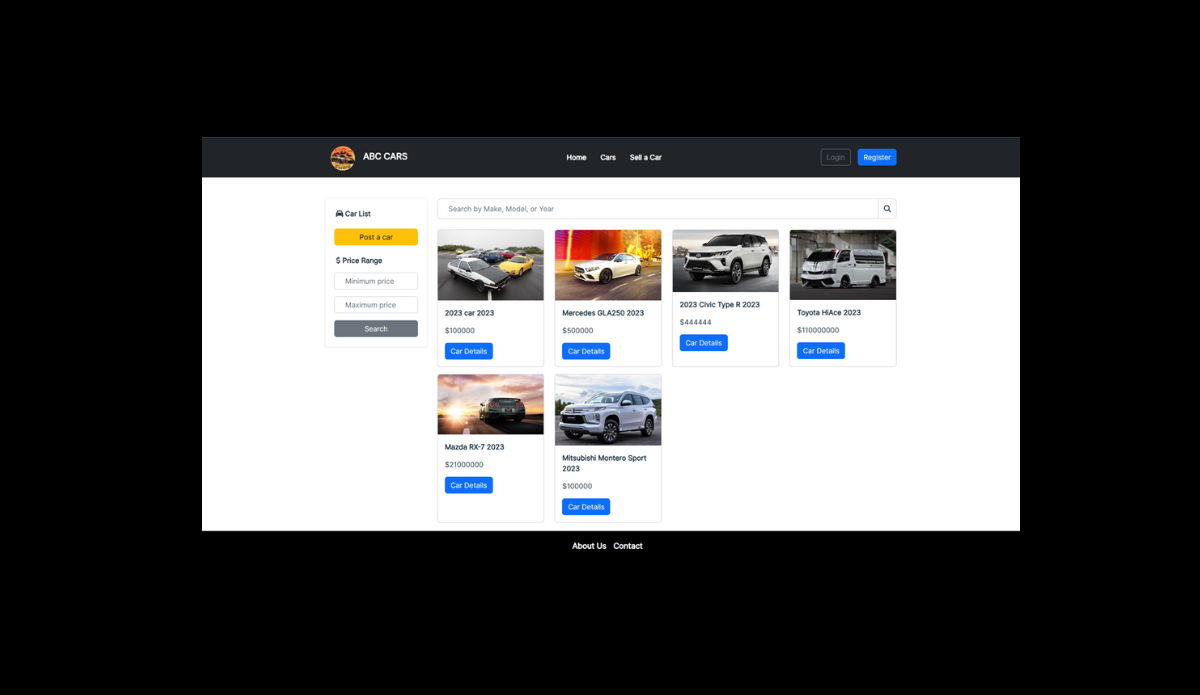 ABC CARS
Home Cars Sell a Car
Login Register
Car List
Post a car
$ Price Range
Minimum price
Maximum price
Search
Search by Make, Model, or Year
2023 car 2023
$100000
Car Details
Mercedes GLA250 2023
$500000
Car Details
2023 Civic Type R 2023
$444444
Car Details
Toyota HiAce 2023
$110000000
Car Details
Mazda RX-7 2023
$21000000
Car Details
Mitsubishi Montero Sport
2023
$100000
Car Details
About Us Contact